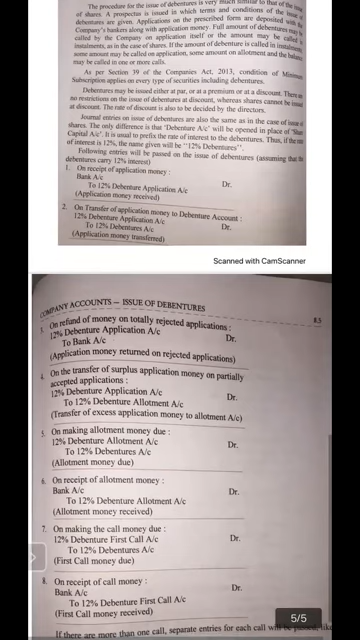 The procedure for the issue of debentures is very much similar to that of the issue
of shares. A prospectus is issued in which terms and conditions of the issue of
debentures are given. Applications on the prescribed form are deposited with the
Company's bankers along with application money. Full amount of debentures may be
called by the Company on application itself or the amount may be called in
instalments, as in the case of shares. If the amount of debenture is called in instalments,
some amount may be called on application, some amount on allotment and the balance
may be called in one or more calls.
As per Section 39 of the Companies Act, 2013, condition of Minimum
Subscription applies on every type of securities including debentures.
Debentures may be issued either at par, or at a premium or at a discount. There are
no restrictions on the issue of debentures at discount, whereas shares cannot be issued
at discount. The rate of discount is also to be decided by the directors.
Journal entries on issue of debentures are also the same as in the case of issue of
shares. The only difference is that 'Debenture A/c' will be opened in place of 'Share
Capital A/c'. It is usual to prefix the rate of interest to the debentures. Thus, if the rate
of interest is 12%, the name given will be "12% Debentures".
Following entries will be passed on the issue of debentures (assuming that the
debentures carry 12% interest)
1. On receipt of application money :
Bank A/c Dr.
To 12% Debenture Application A/c
(Application money received)
2. On Transfer of application money to Debenture Account :
12% Debenture Application A/c Dr.
To 12% Debentures A/c
(Application money transferred)
Scanned with CamScanner
COMPANY ACCOUNTS – ISSUE OF DEBENTURES 8.5
3. On refund of money on totally rejected applications :
12% Debenture Application A/c Dr.
To Bank A/c
(Application money returned on rejected applications)
4. On the transfer of surplus application money on partially
accepted applications :
12% Debenture Application A/c Dr.
To 12% Debenture Allotment A/c
(Transfer of excess application money to allotment A/c)
5. On making allotment money due :
12% Debenture Allotment A/c Dr.
To 12% Debentures A/c
(Allotment money due)
6. On receipt of allotment money :
Bank A/c Dr.
To 12% Debenture Allotment A/c
(Allotment money received)
7. On making the call money due :
12% Debenture First Call A/c Dr.
To 12% Debentures A/c
(First Call money due)
8. On receipt of call money :
Bank A/c Dr.
To 12% Debenture First Call A/c
(First Call money received)
5/5
If there are more than one call, separate entries for each call will be passed, like